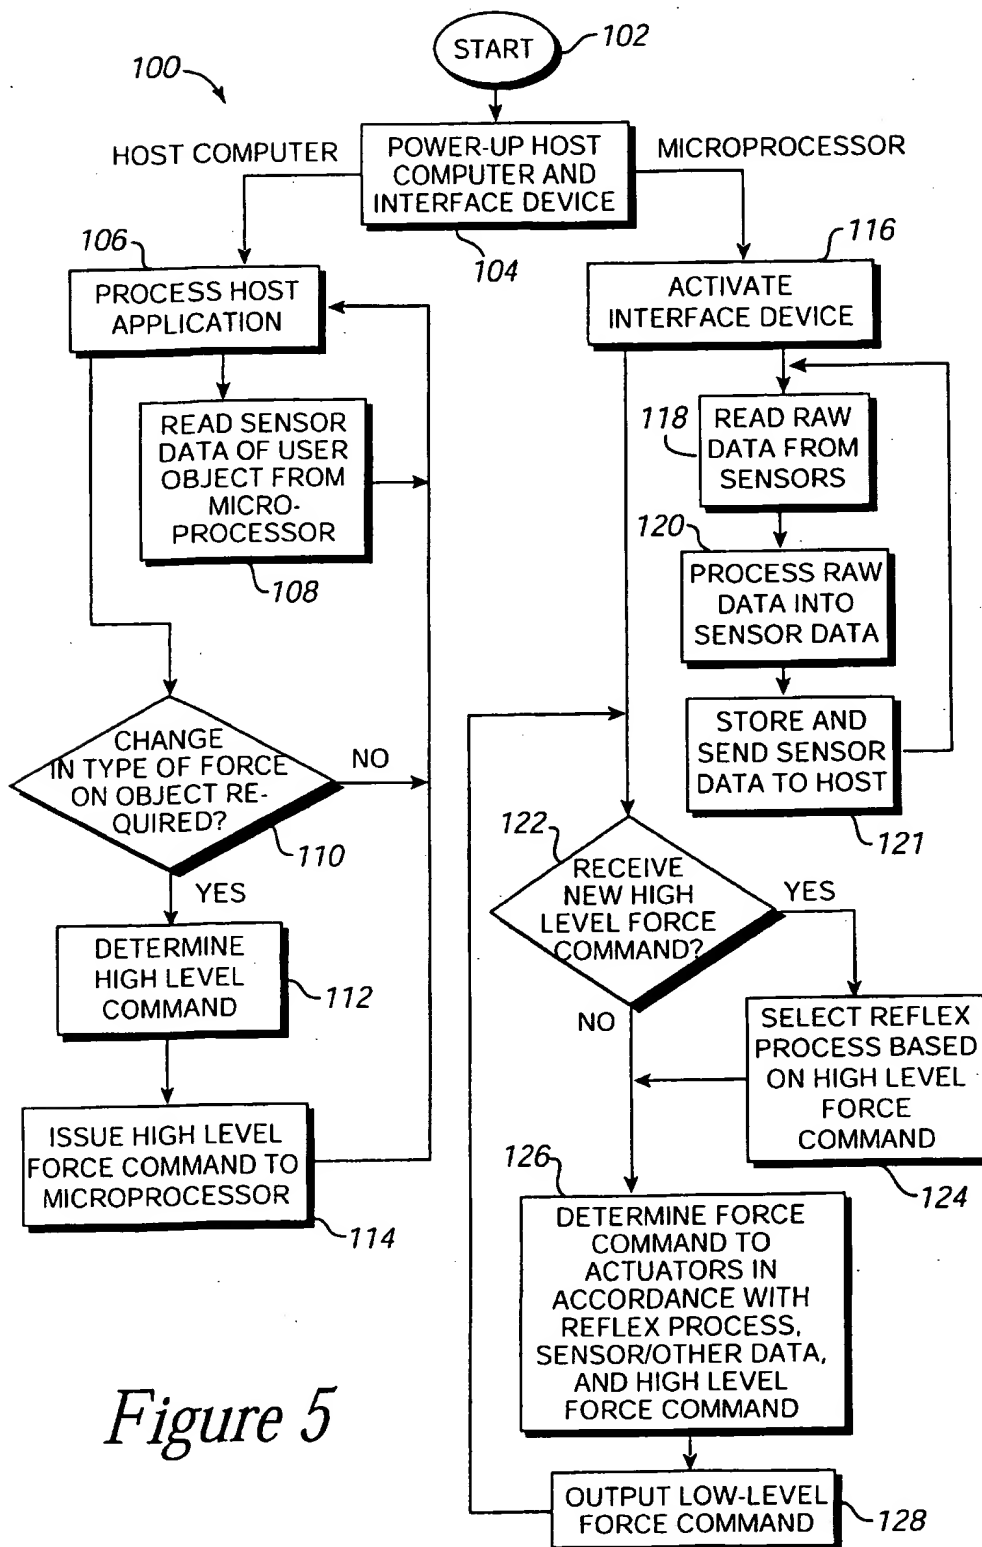 START
102
100
HOST COMPUTER
POWER-UP HOST
COMPUTER AND
INTERFACE DEVICE
MICROPROCESSOR
104
106
PROCESS HOST
APPLICATION
116
ACTIVATE
INTERFACE DEVICE
READ SENSOR
DATA OF USER
OBJECT FROM
MICRO-
PROCESSOR
108
118
READ RAW
DATA FROM
SENSORS
120
PROCESS RAW
DATA INTO
SENSOR DATA
STORE AND
SEND SENSOR
DATA TO HOST
121
CHANGE
IN TYPE OF FORCE
ON OBJECT RE-
QUIRED?
NO
110
YES
DETERMINE
HIGH LEVEL
COMMAND
112
ISSUE HIGH LEVEL
FORCE COMMAND TO
MICROPROCESSOR
114
122
RECEIVE
NEW HIGH
LEVEL FORCE
COMMAND?
YES
NO
SELECT REFLEX
PROCESS BASED
ON HIGH LEVEL
FORCE
COMMAND
124
126
DETERMINE FORCE
COMMAND TO
ACTUATORS IN
ACCORDANCE WITH
REFLEX PROCESS,
SENSOR/OTHER DATA,
AND HIGH LEVEL
FORCE COMMAND
OUTPUT LOW-LEVEL
FORCE COMMAND
128
Figure 5